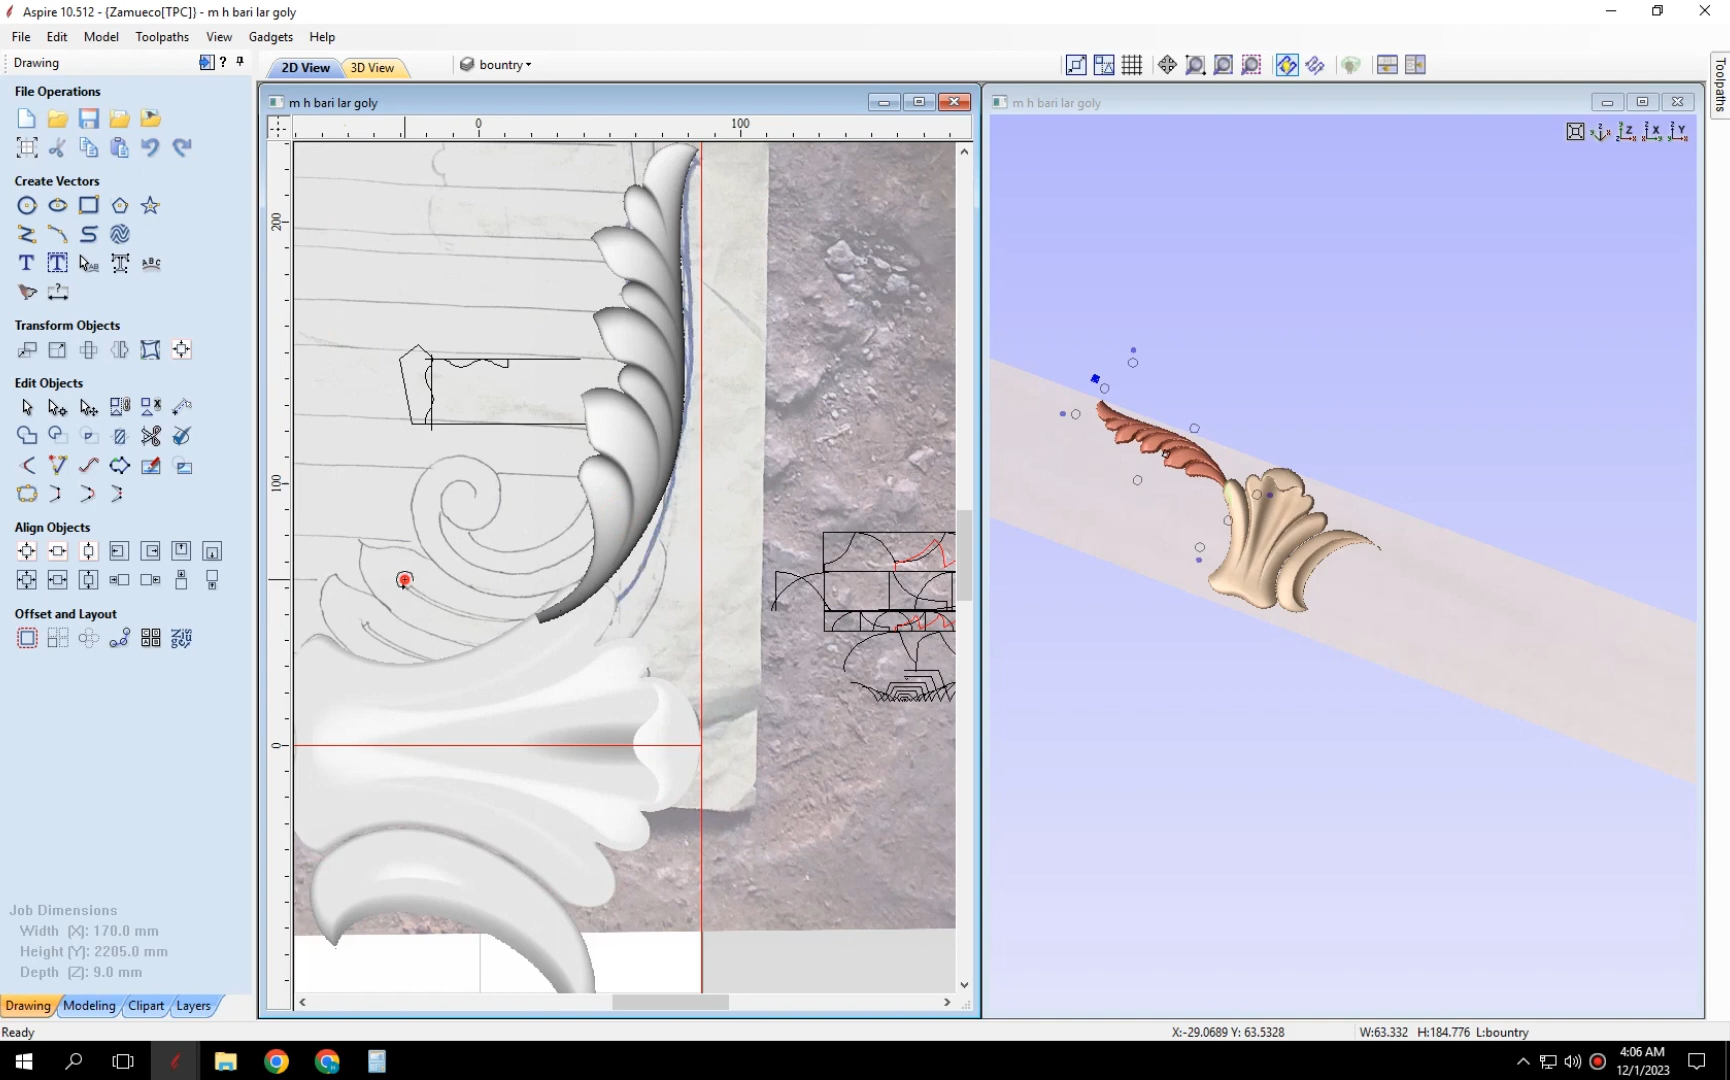 Aspire 10.512 - {Zamueco[TPC]} - m h bari lar goly
File Edit Model Toolpaths View Gadgets Help
Drawing
2D View 3D View
bountry
Toolpaths
File Operations
m h bari lar goly
m h bari lar goly
0 100
200
100
0
Create Vectors
Transform Objects
Edit Objects
Align Objects
Offset and Layout
Job Dimensions
Width (X): 170.0 mm
Height (Y): 2205.0 mm
Depth (Z): 9.0 mm
Drawing Modeling Clipart Layers
Ready
X:-29.0689 Y: 63.5328
W:63.332 H:184.776 L:bountry
4:06 AM
12/1/2023